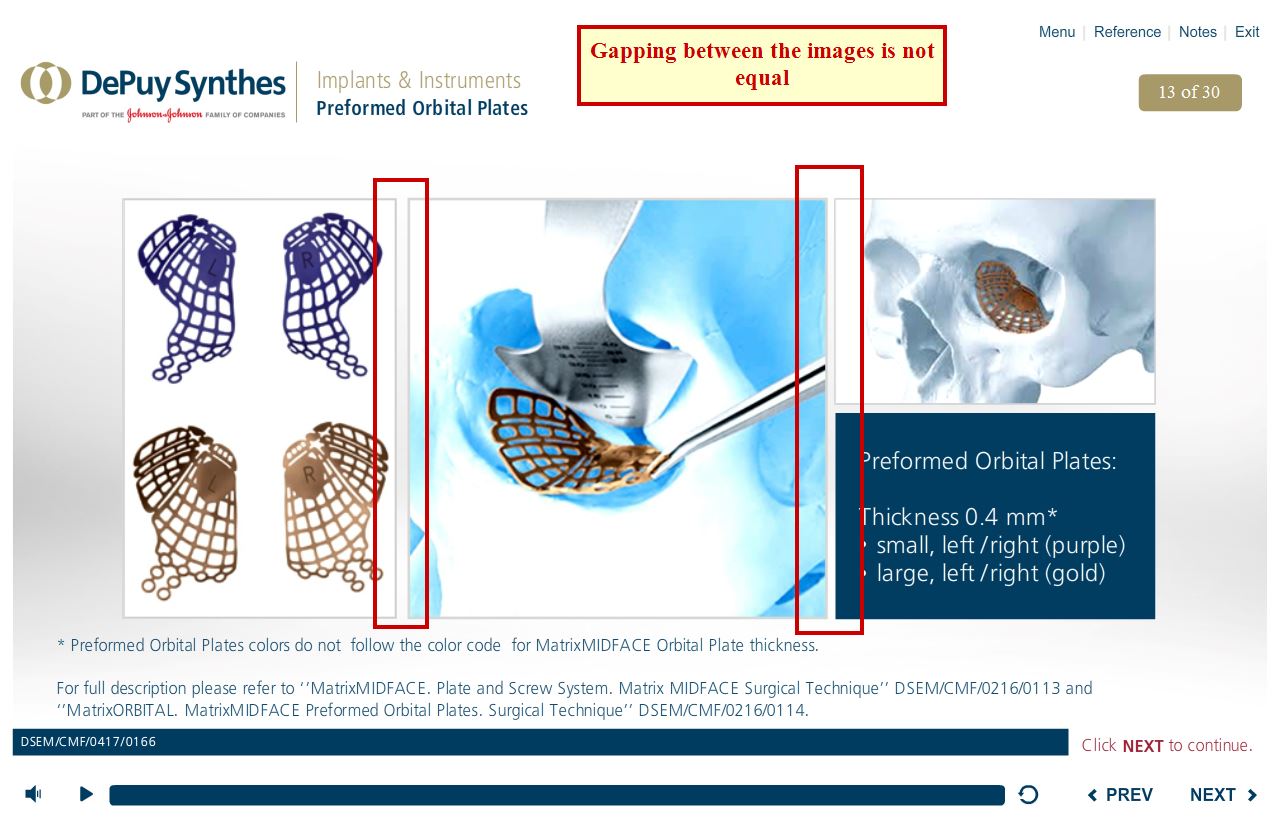 Gapping between the images is not
equal
Menu | Reference | Notes | Exit
DePuy Synthes
PART OF THE Johnson & Johnson FAMILY OF COMPANIES
Implants & Instruments
Preformed Orbital Plates
13 of 30
L
R
L
R
Preformed Orbital Plates:
Thickness 0.4 mm*
• small, left /right (purple)
• large, left /right (gold)
* Preformed Orbital Plates colors do not  follow the color code  for MatrixMIDFACE Orbital Plate thickness.
For full description please refer to ‘’MatrixMIDFACE. Plate and Screw System. Matrix MIDFACE Surgical Technique’’ DSEM/CMF/0216/0113 and
‘’MatrixORBITAL. MatrixMIDFACE Preformed Orbital Plates. Surgical Technique’’ DSEM/CMF/0216/0114.
DSEM/CMF/0417/0166
Click NEXT to continue.
PREV
NEXT